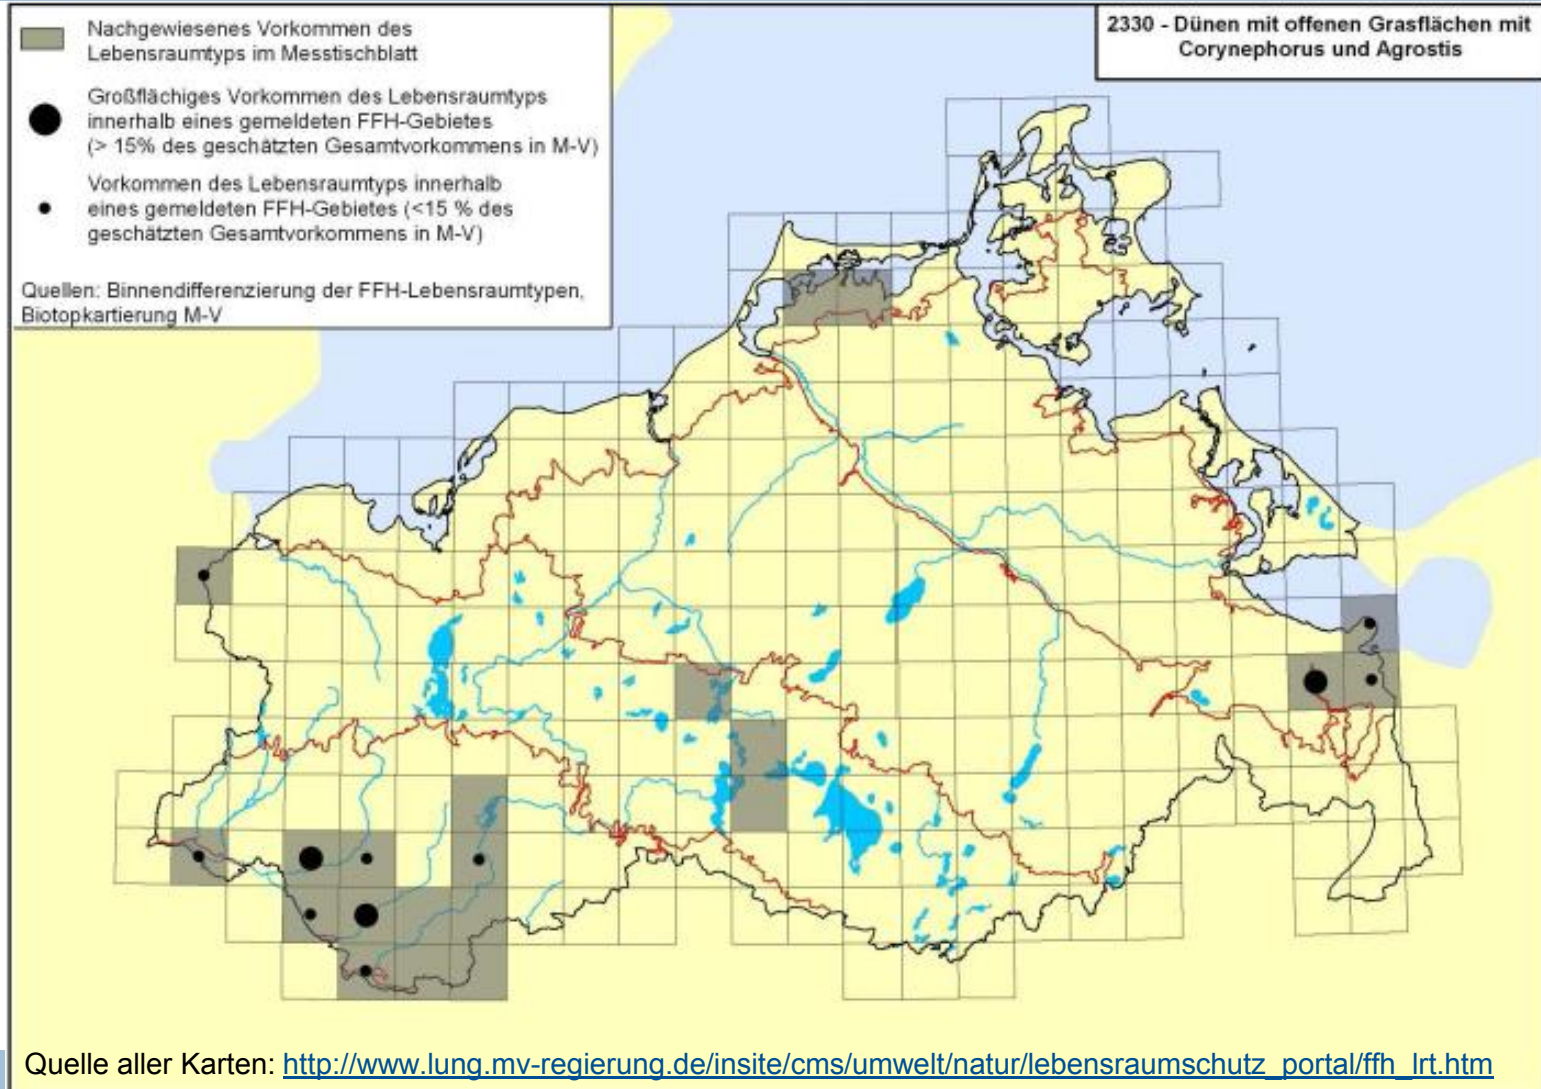 Nachgewiesenes Vorkommen des
Lebensraumtyps im Messtischblatt
Großflächiges Vorkommen des Lebensraumtyps
innerhalb eines gemeldeten FFH-Gebietes
(> 15% des geschätzten Gesamtvorkommens in M-V)
Vorkommen des Lebensraumtyps innerhalb
eines gemeldeten FFH-Gebietes (<15 % des
geschätzten Gesamtvorkommens in M-V)
Quellen: Binnendifferenzierung der FFH-Lebensraumtypen,
Biotopkartierung M-V
2330 - Dünen mit offenen Grasflächen mit
Corynephorus und Agrostis
Quelle aller Karten: http://www.lung.mv-regierung.de/insite/cms/umwelt/natur/lebensraumschutz_portal/ffh_lrt.htm